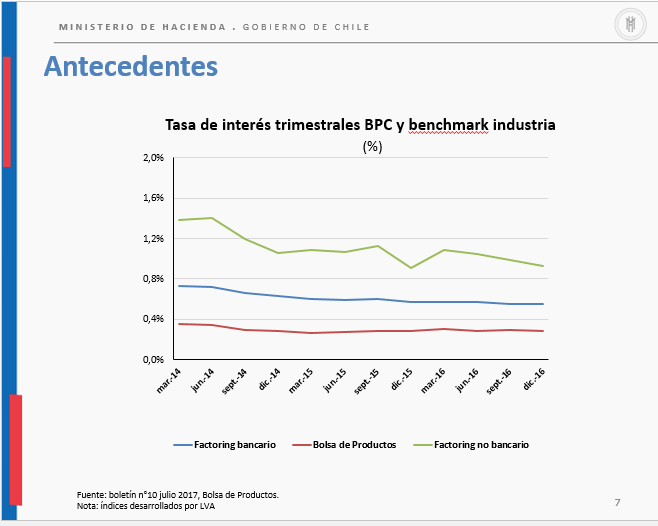 MINISTERIO DE HACIENDA . GOBIERNO DE CHILE
Antecedentes
Tasa de interés trimestrales BPC y benchmark industria
(%)
2,0%
1,6%
1,2%
0,8%
0,4%
0,0%
mar.-14
jun.-14
sept.-14
dic.-14
mar.-15
jun.-15
sept.-15
dic.-15
mar.-16
jun.-16
sept.-16
dic.-16
Factoring bancario
Bolsa de Productos
Factoring no bancario
Fuente: boletín n°10 julio 2017, Bolsa de Productos.
Nota: índices desarrollados por LVA
7